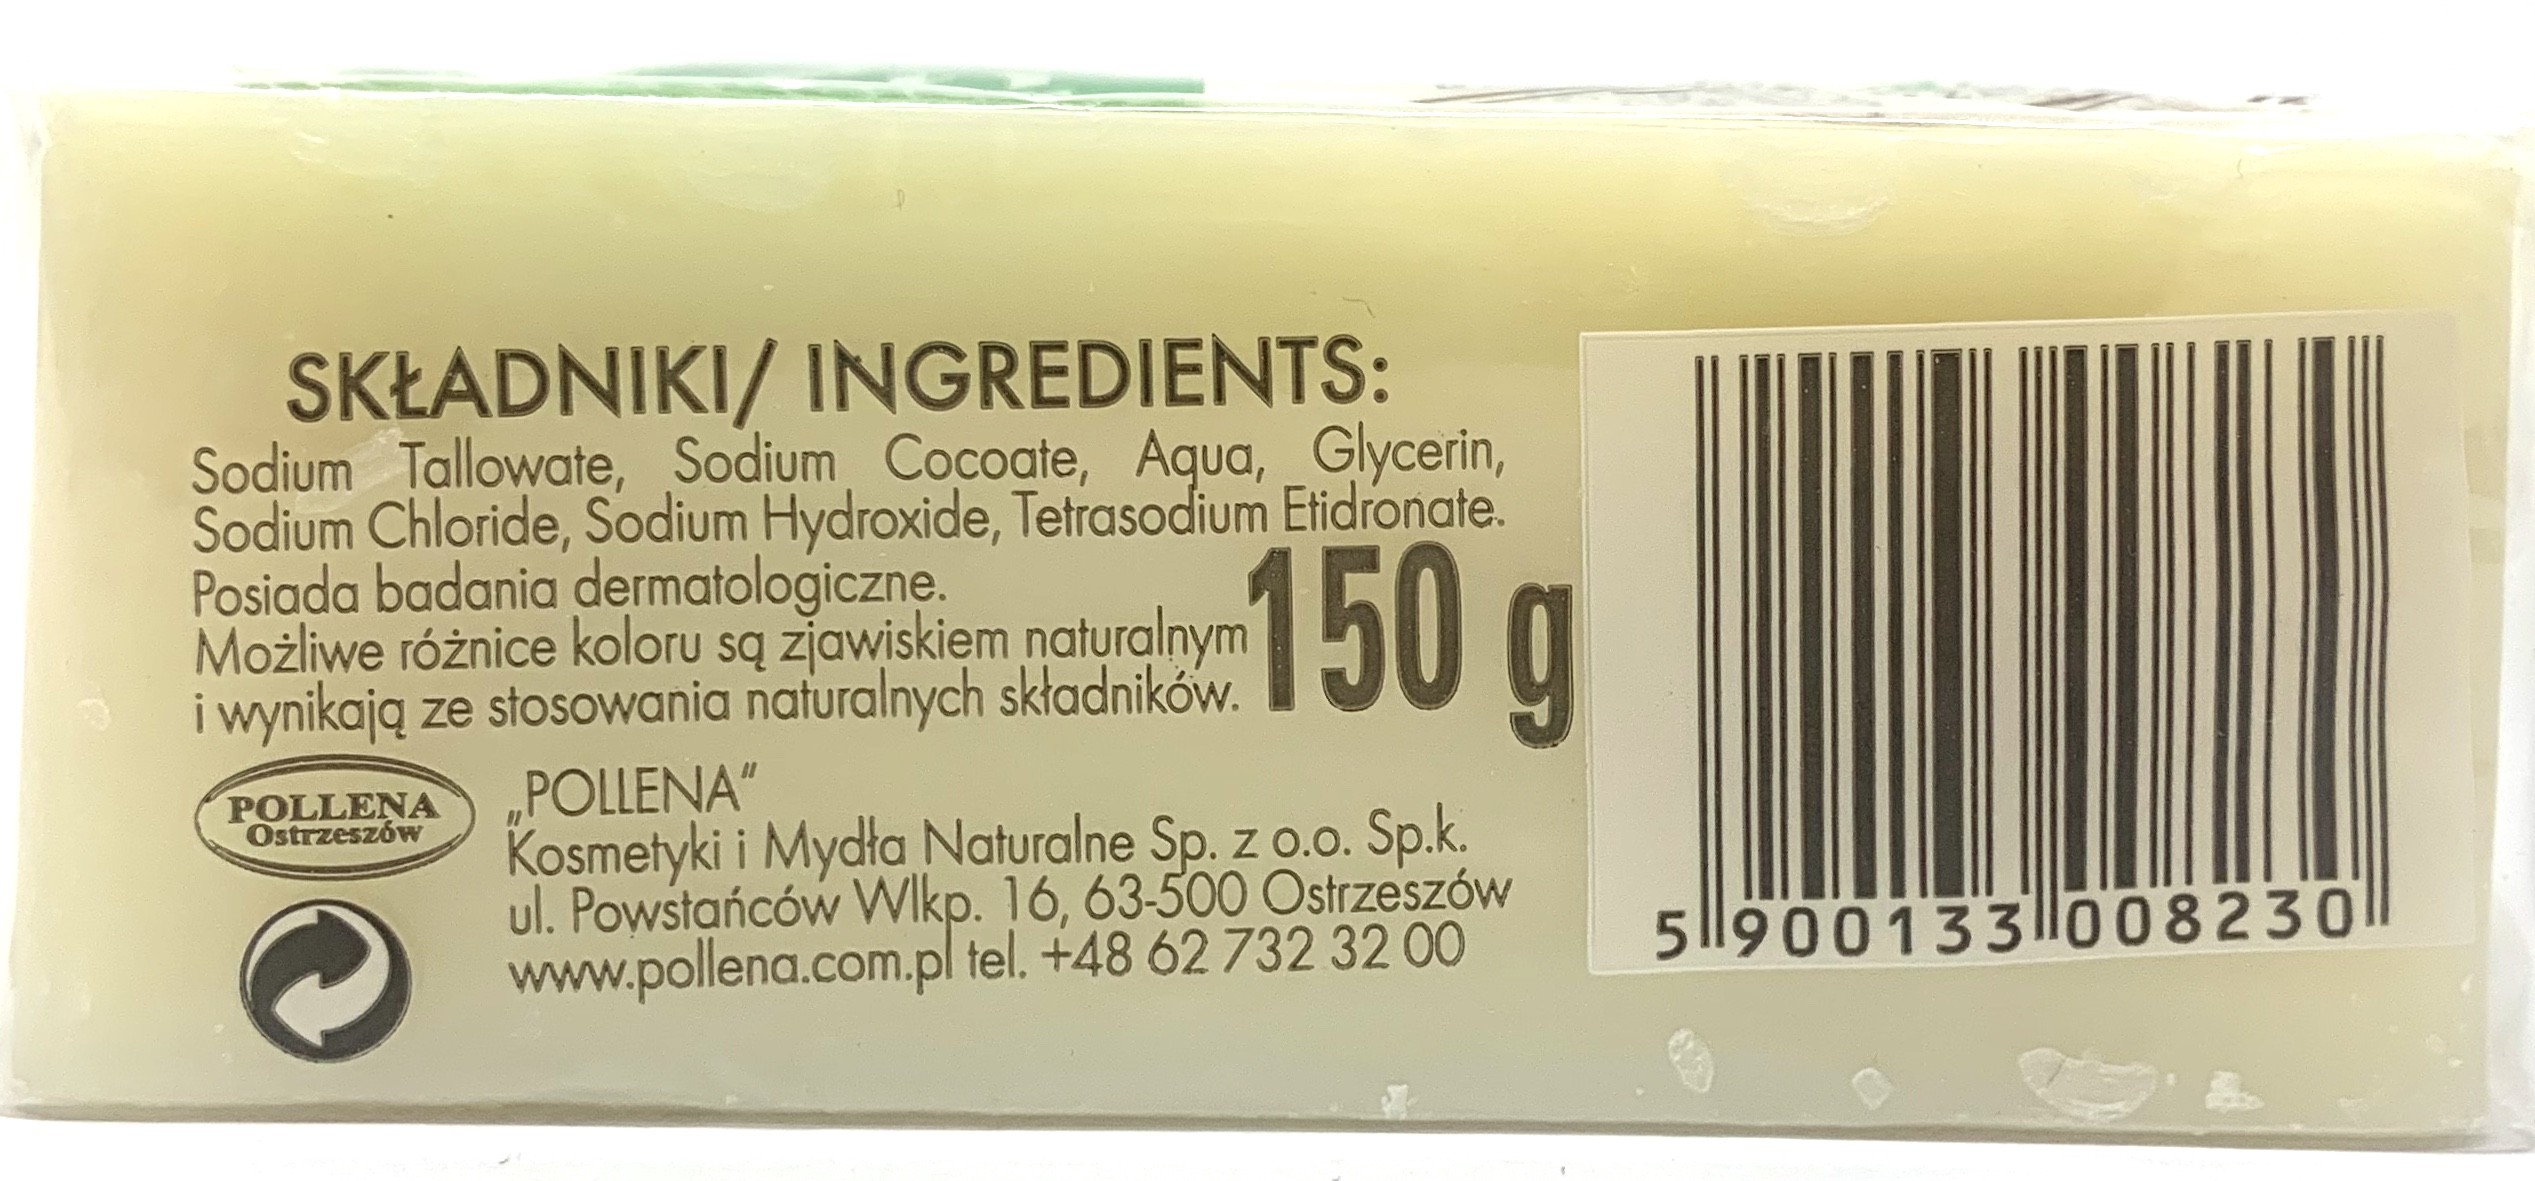 SKŁADNIKI/ INGREDIENTS:
Sodium Tallowate, Sodium Cocoate, Aqua, Glycerin,
Sodium Chloride, Sodium Hydroxide, Tetrasodium Etidronate.
Posiada badania dermatologiczne.
Możliwe różnice koloru są zjawiskiem naturalnym
i wynikają ze stosowania naturalnych składników.
150 g
POLLENA
Ostrzeszów
„POLLENA"
Kosmetyki i Mydła Naturalne Sp. z o.o. Sp.k.
ul. Powstańców Wlkp. 16, 63-500 Ostrzeszów
www.pollena.com.pl tel. +48 62 732 32 00
5 900133 008230